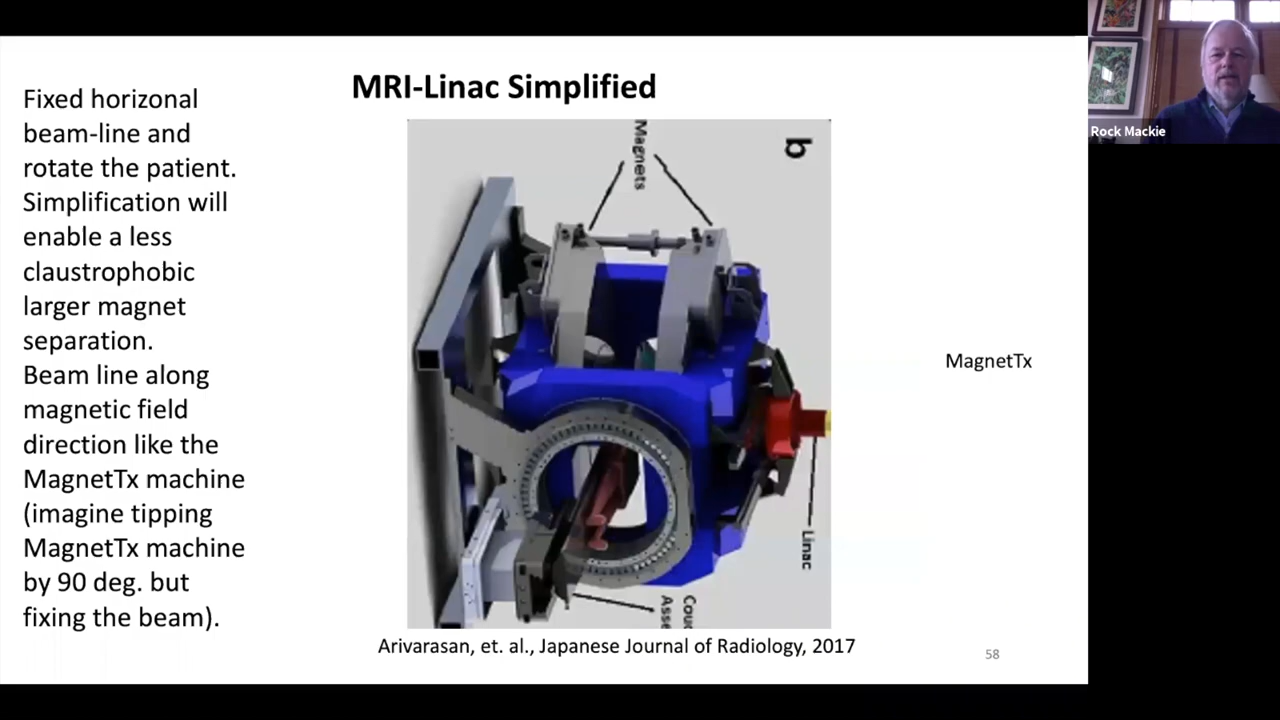 MRI-Linac Simplified
Fixed horizonal
beam-line and
rotate the patient.
Simplification will
enable a less
claustrophobic
larger magnet
separation.
Beam line along
magnetic field
direction like the
MagnetTx machine
(imagine tipping
MagnetTx machine
by 90 deg. but
fixing the beam).
Magnets
b
Linac
Couc
Asse
MagnetTx
Arivarasan, et. al., Japanese Journal of Radiology, 2017
58
Rock Mackie